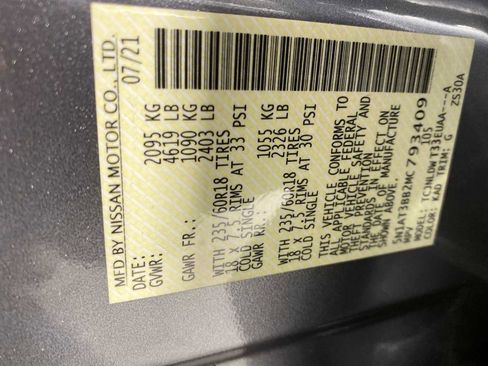 MFD BY NISSAN MOTOR CO., LTD.
DATE: 07/21
GVWR: 2095 KG
4619 LB
GAWR FR.: 1090 KG
2403 LB
WITH 235/60R18 TIRES
18 X 7.5 RIMS AT 33 PSI
COLD SINGLE
GAWR RR.: 1055 KG
2326 LB
WITH 235/60R18 TIRES
18 X 7.5 RIMS AT 30 PSI
COLD SINGLE
THIS VEHICLE CONFORMS TO
ALL APPLICABLE FEDERAL
MOTOR VEHICLE SAFETY AND
THEFT PREVENTION
STANDARDS IN EFFECT ON
THE DATE OF MANUFACTURE
SHOWN ABOVE.
5N1AT3BB2MC793409
MPV 105
MODEL: TC3NLDWT33EUAA---A
COLOR: KAD TRIM: G ZS30A